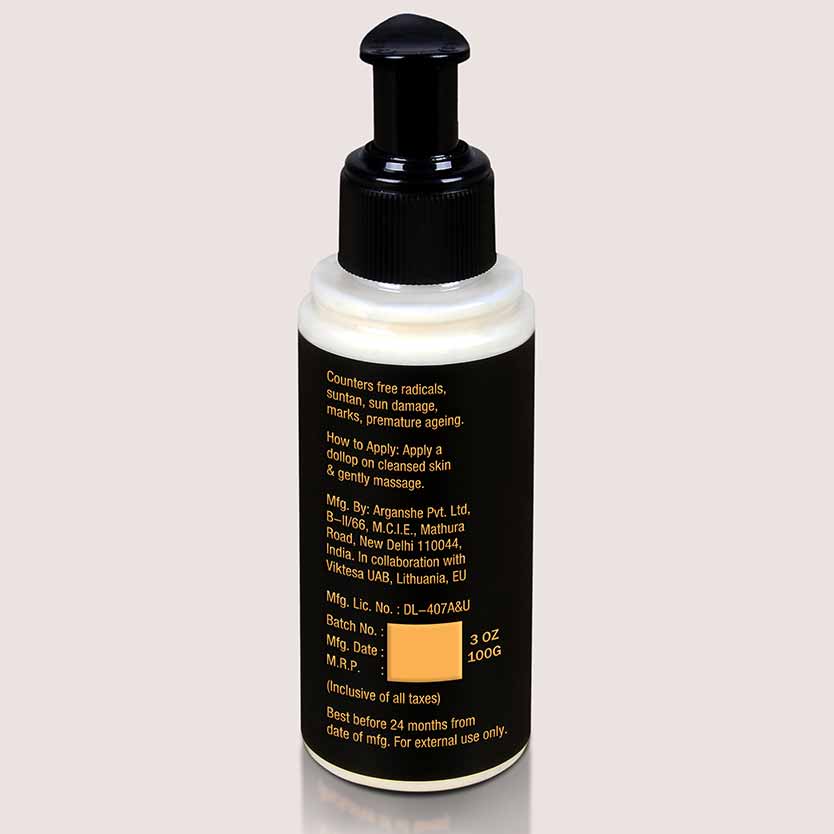 Counters free radicals,
suntan, sun damage,
marks, premature ageing.
How to Apply: Apply a
dollop on cleansed skin
& gently massage.
Mfg. By: Arganshe Pvt. Ltd,
B–II/66, M.C.I.E., Mathura
Road, New Delhi 110044,
India. In collaboration with
Viktesa UAB, Lithuania, EU
Mfg. Lic. No. : DL–407A&U
Batch No. :
Mfg. Date :
M.R.P. :
3 OZ
100G
(Inclusive of all taxes)
Best before 24 months from
date of mfg. For external use only.